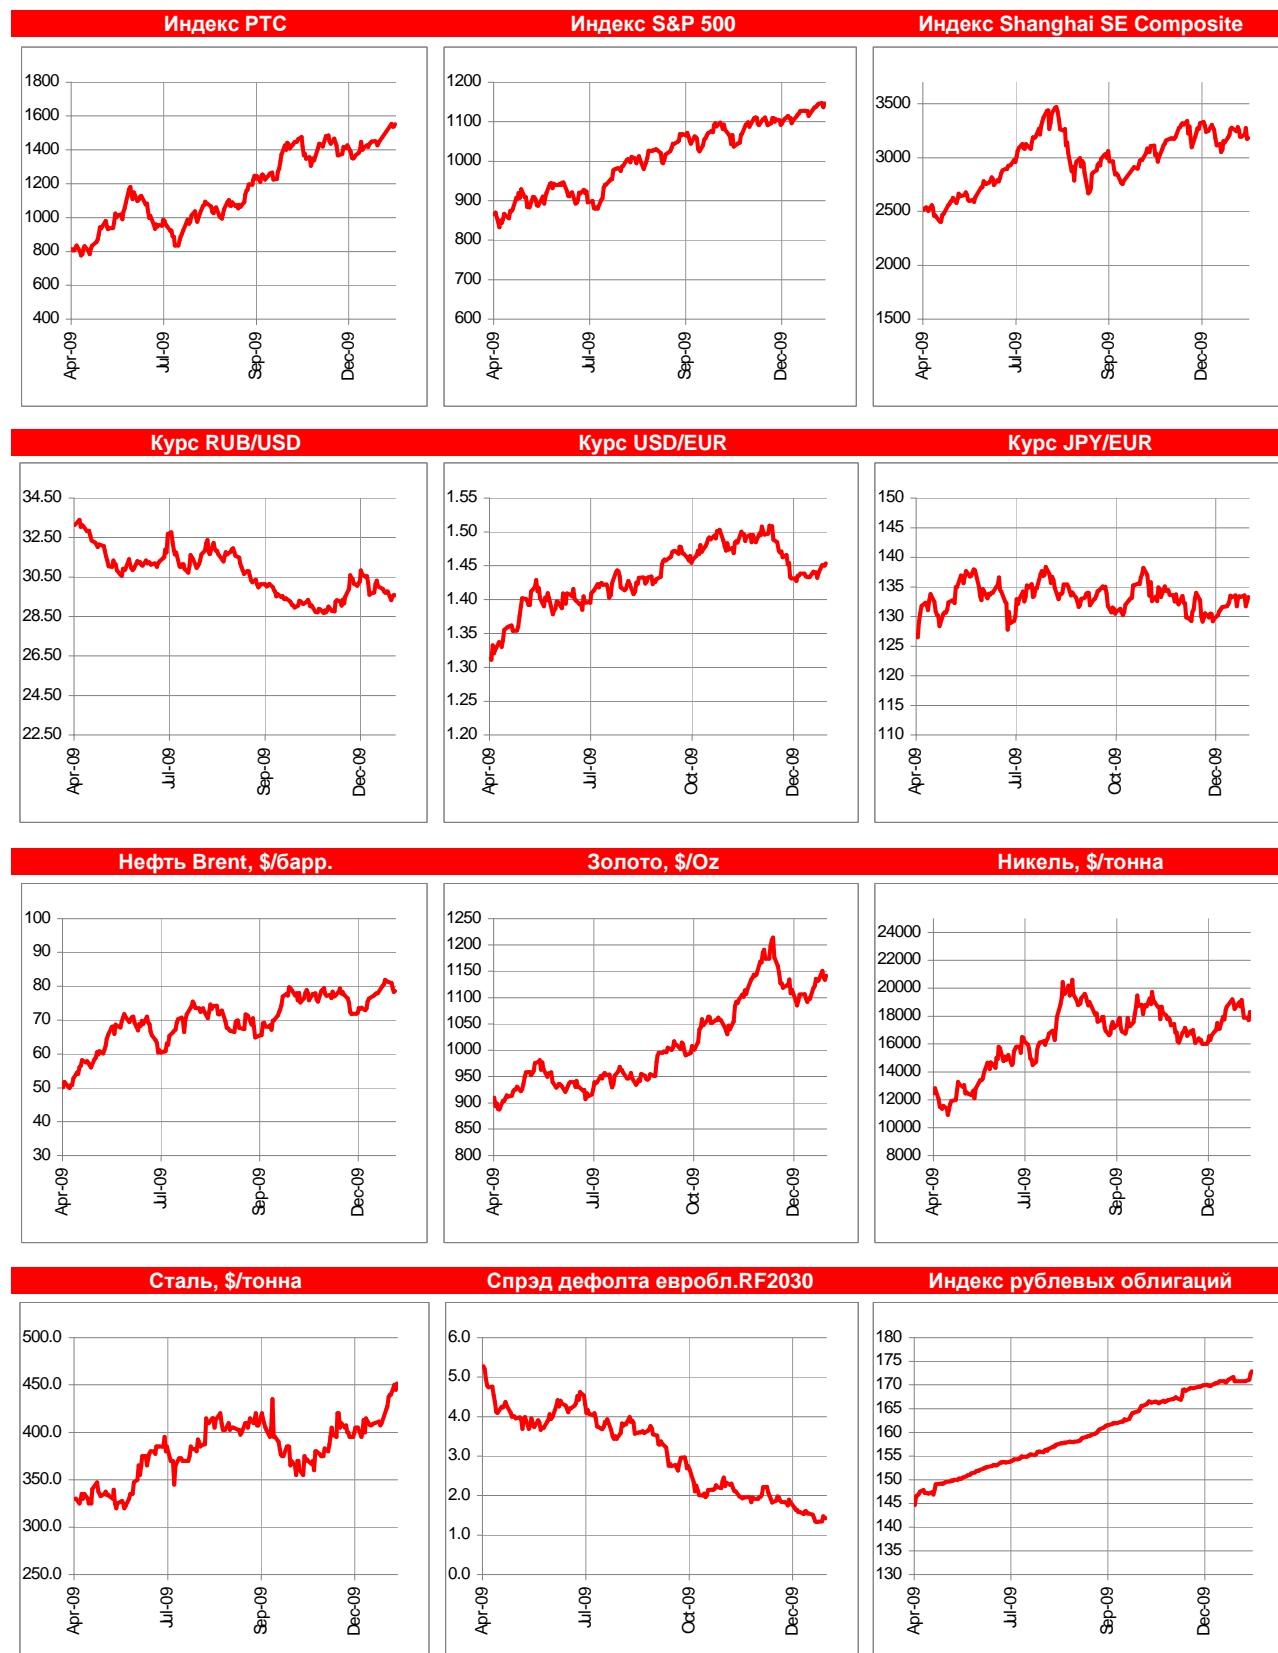 Индекс РТС
1800
1600
1400
1200
1000
800
600
400
Apr-09
Jul-09
Sep-09
Dec-09
Индекс S&P 500
1200
1100
1000
900
800
700
600
Apr-09
Jul-09
Sep-09
Dec-09
Индекс Shanghai SE Composite
3500
3000
2500
2000
1500
Apr-09
Jul-09
Sep-09
Dec-09
Курс RUB/USD
34.50
32.50
30.50
28.50
26.50
24.50
22.50
Apr-09
Jul-09
Sep-09
Dec-09
Курс USD/EUR
1.55
1.50
1.45
1.40
1.35
1.30
1.25
1.20
Apr-09
Jul-09
Oct-09
Dec-09
Курс JPY/EUR
150
145
140
135
130
125
120
115
110
Apr-09
Jul-09
Oct-09
Dec-09
Нефть Brent, $/барр.
100
90
80
70
60
50
40
30
Apr-09
Jul-09
Sep-09
Dec-09
Золото, $/Oz
1250
1200
1150
1100
1050
1000
950
900
850
800
Apr-09
Jul-09
Oct-09
Dec-09
Никель, $/тонна
24000
22000
20000
18000
16000
14000
12000
10000
8000
Apr-09
Jul-09
Sep-09
Dec-09
Сталь, $/тонна
500.0
450.0
400.0
350.0
300.0
250.0
Apr-09
Jul-09
Sep-09
Dec-09
Спрэд дефолта евробл.RF2030
6.0
5.0
4.0
3.0
2.0
1.0
0.0
Apr-09
Jul-09
Oct-09
Dec-09
Индекс рублевых облигаций
180
175
170
165
160
155
150
145
140
135
130
Apr-09
Jul-09
Sep-09
Dec-09